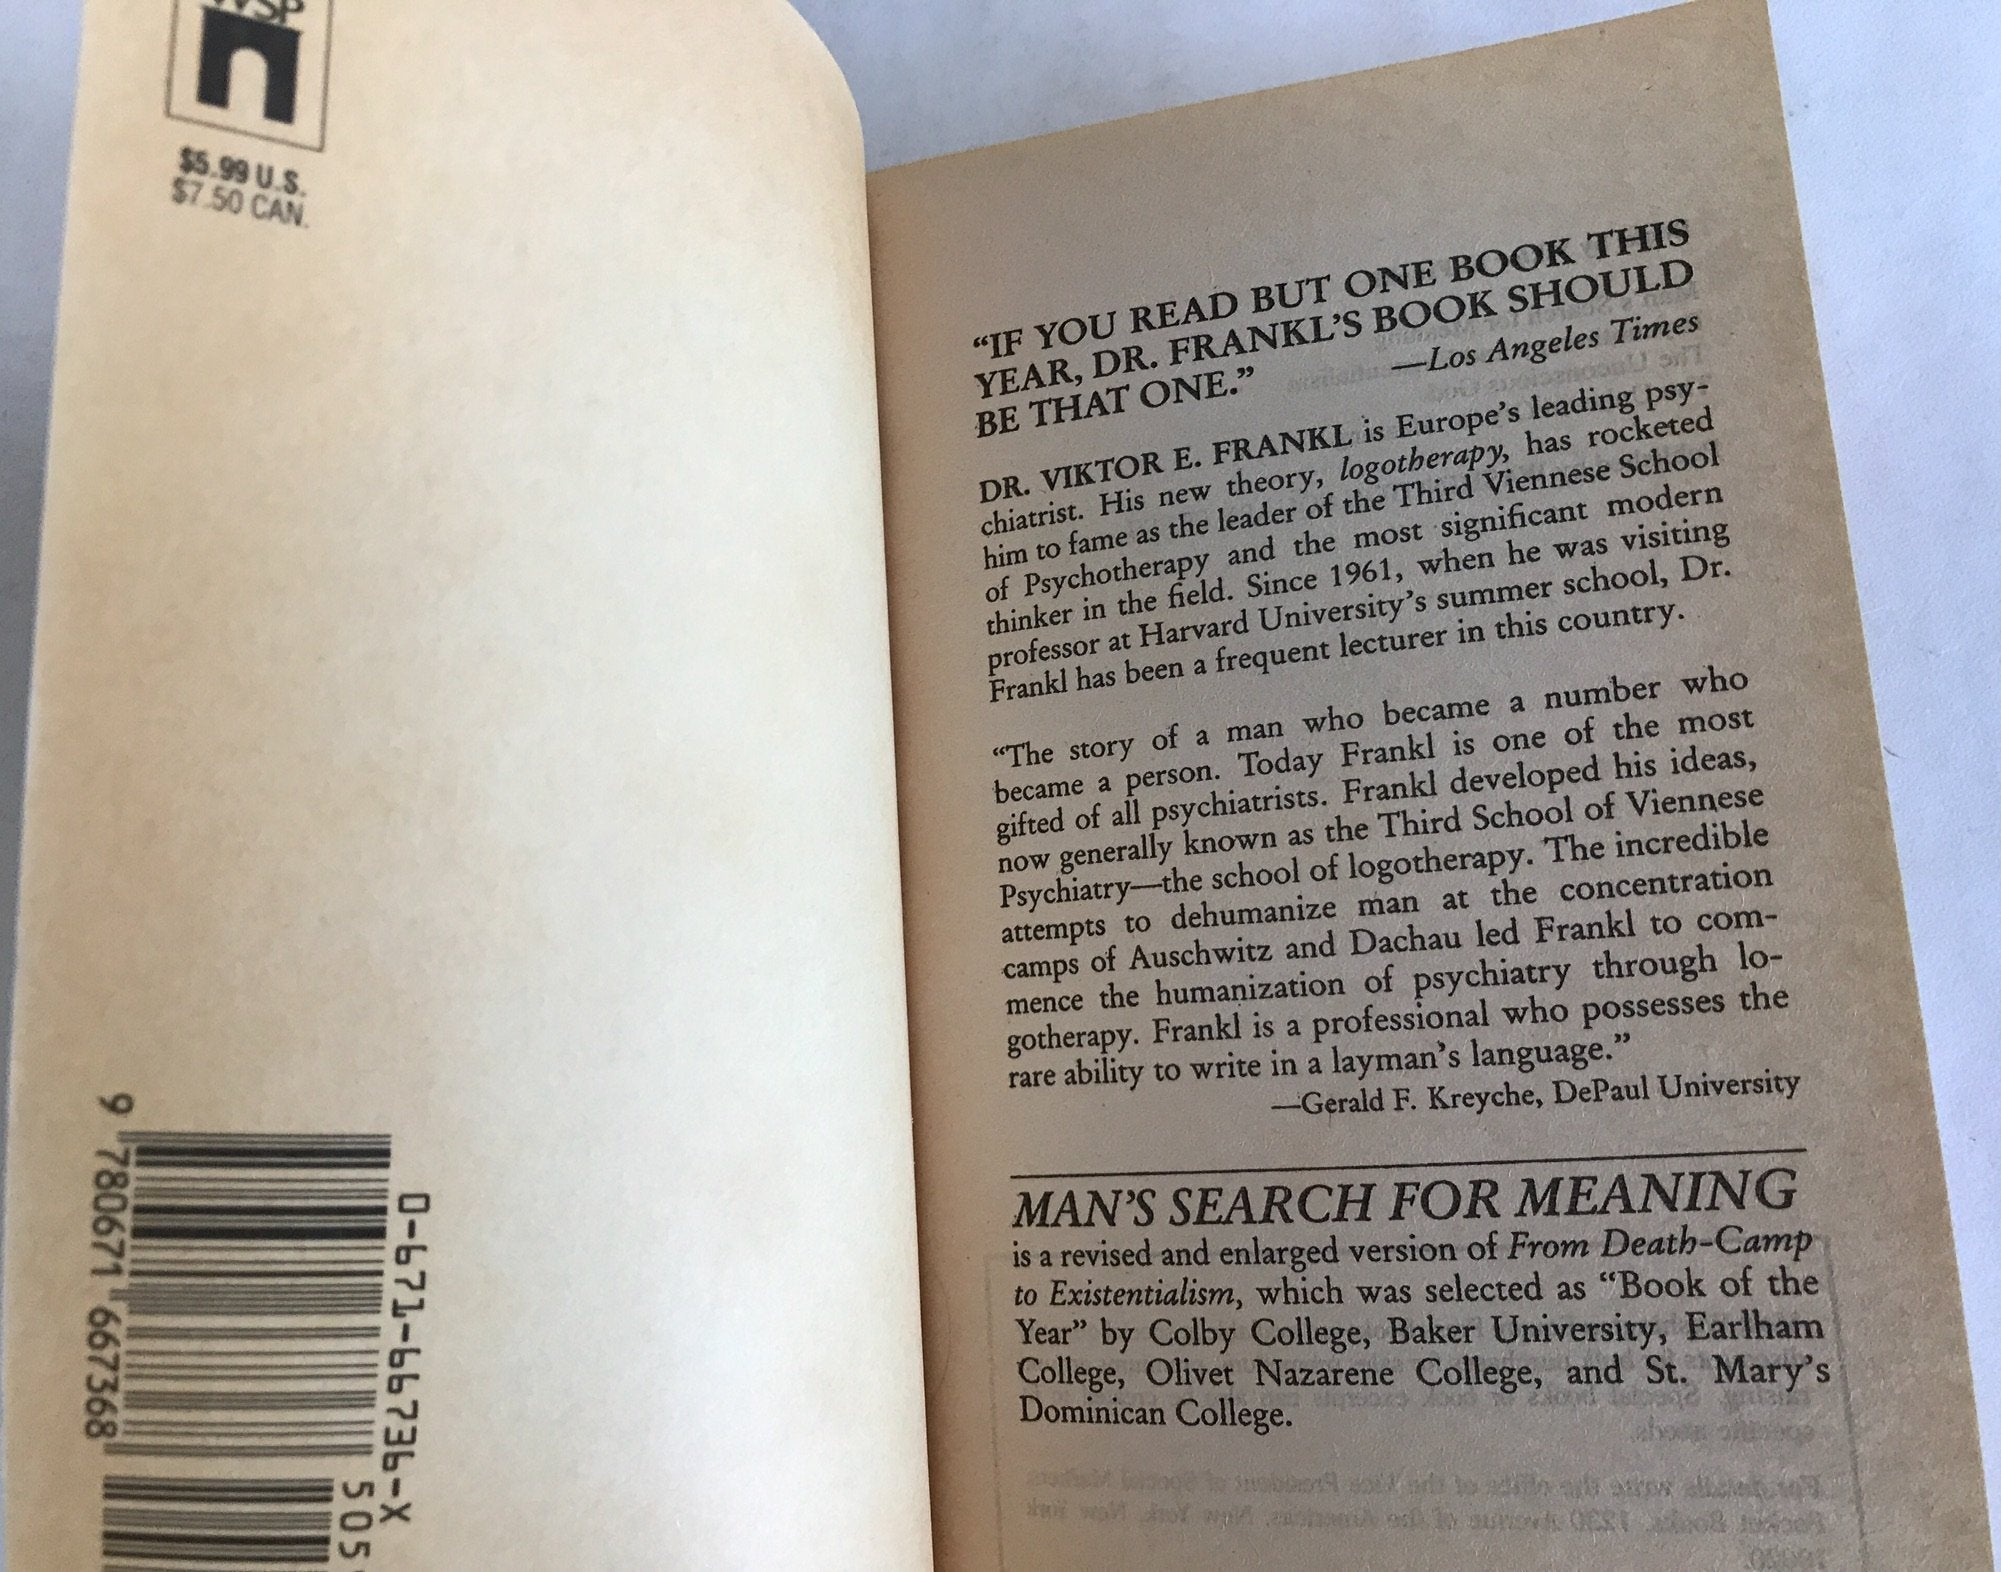 WSP
$5.99 U.S.
$7.50 CAN.
9 780671 667368
0-671-66736-X
505
“IF YOU READ BUT ONE BOOK THIS
YEAR, DR. FRANKL’S BOOK SHOULD
BE THAT ONE.”
—Los Angeles Times
DR. VIKTOR E. FRANKL is Europe’s leading psy-
chiatrist. His new theory, logotherapy, has rocketed
him to fame as the leader of the Third Viennese School
of Psychotherapy and the most significant modern
thinker in the field. Since 1961, when he was visiting
professor at Harvard University’s summer school, Dr.
Frankl has been a frequent lecturer in this country.
“The story of a man who became a number who
became a person. Today Frankl is one of the most
gifted of all psychiatrists. Frankl developed his ideas,
now generally known as the Third School of Viennese
Psychiatry—the school of logotherapy. The incredible
attempts to dehumanize man at the concentration
camps of Auschwitz and Dachau led Frankl to com-
mence the humanization of psychiatry through lo-
gotherapy. Frankl is a professional who possesses the
rare ability to write in a layman’s language.”
—Gerald F. Kreyche, DePaul University
MAN’S SEARCH FOR MEANING
is a revised and enlarged version of From Death-Camp
to Existentialism, which was selected as “Book of the
Year” by Colby College, Baker University, Earlham
College, Olivet Nazarene College, and St. Mary’s
Dominican College.